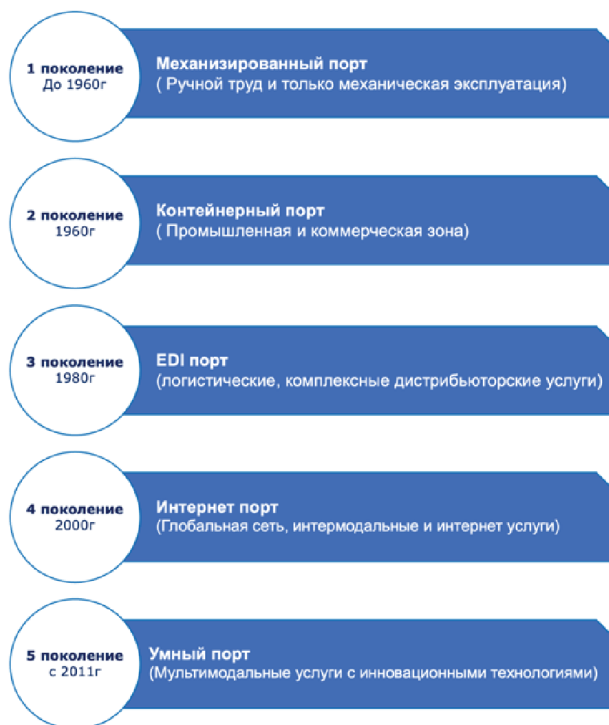 1 поколение
До 1960г
Механизированный порт
( Ручной труд и только механическая эксплуатация)
2 поколение
1960г
Контейнерный порт
( Промышленная и коммерческая зона)
3 поколение
1980г
EDI порт
(логистические, комплексные дистрибьюторские услуги)
4 поколение
2000г
Интернет порт
(Глобальная сеть, интермодальные и интернет услуги)
5 поколение
с 2011г
Умный порт
(Мультимодальные услуги с инновационными технологиями)